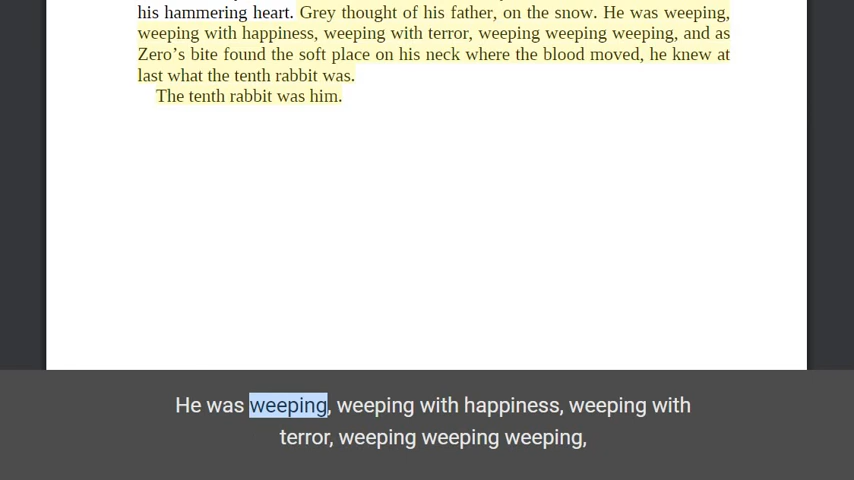 his hammering heart. Grey thought of his father, on the snow. He was weeping,
weeping with happiness, weeping with terror, weeping weeping weeping, and as
Zero’s bite found the soft place on his neck where the blood moved, he knew at
last what the tenth rabbit was.
The tenth rabbit was him.
He was weeping, weeping with happiness, weeping with
terror, weeping weeping weeping,